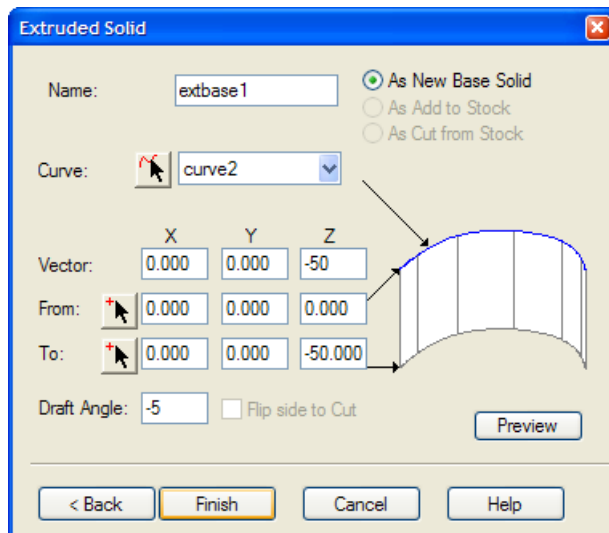 Extruded Solid
Name: extbase1
As New Base Solid
As Add to Stock
As Cut from Stock
Curve: curve2
X Y Z
Vector: 0.000 0.000 -50
From: 0.000 0.000 0.000
To: 0.000 0.000 -50.000
Draft Angle: -5 Flip side to Cut
Preview
< Back Finish Cancel Help